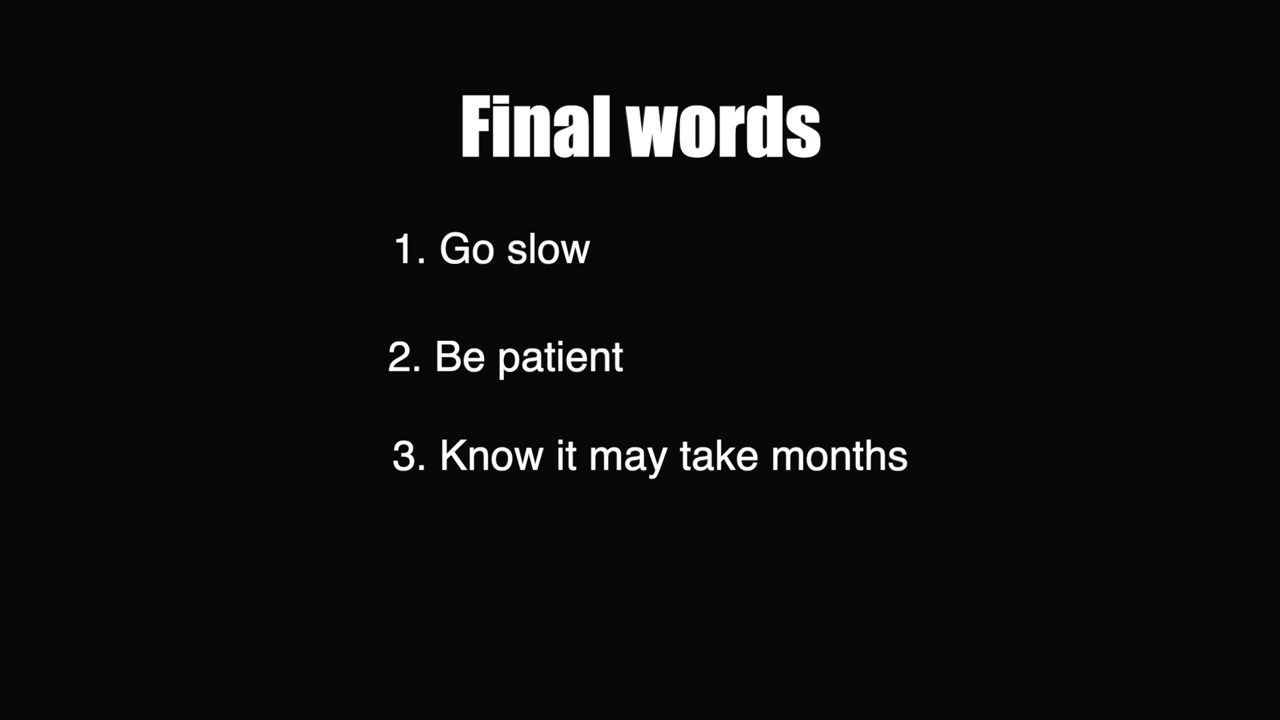 Final words
1. Go slow
2. Be patient
3. Know it may take months